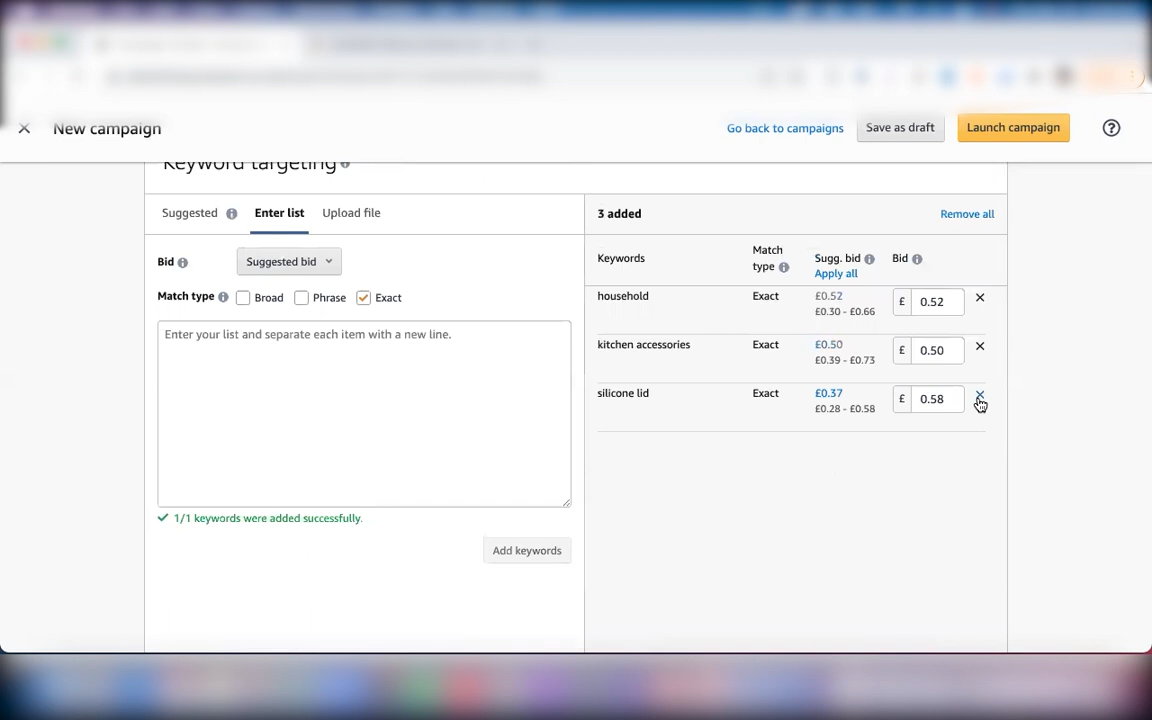 New campaign
Go back to campaigns
Save as draft
Launch campaign
Keyword targeting
Suggested
Enter list
Upload file
3 added
Remove all
Bid
Suggested bid
Match type
Broad
Phrase
Exact
Enter your list and separate each item with a new line.
1/1 keywords were added successfully.
Add keywords
Keywords
Match type
Sugg. bid
Apply all
Bid
household
Exact
£0.52
£0.30 - £0.66
£ 0.52
kitchen accessories
Exact
£0.50
£0.39 - £0.73
£ 0.50
silicone lid
Exact
£0.37
£0.28 - £0.58
£ 0.58